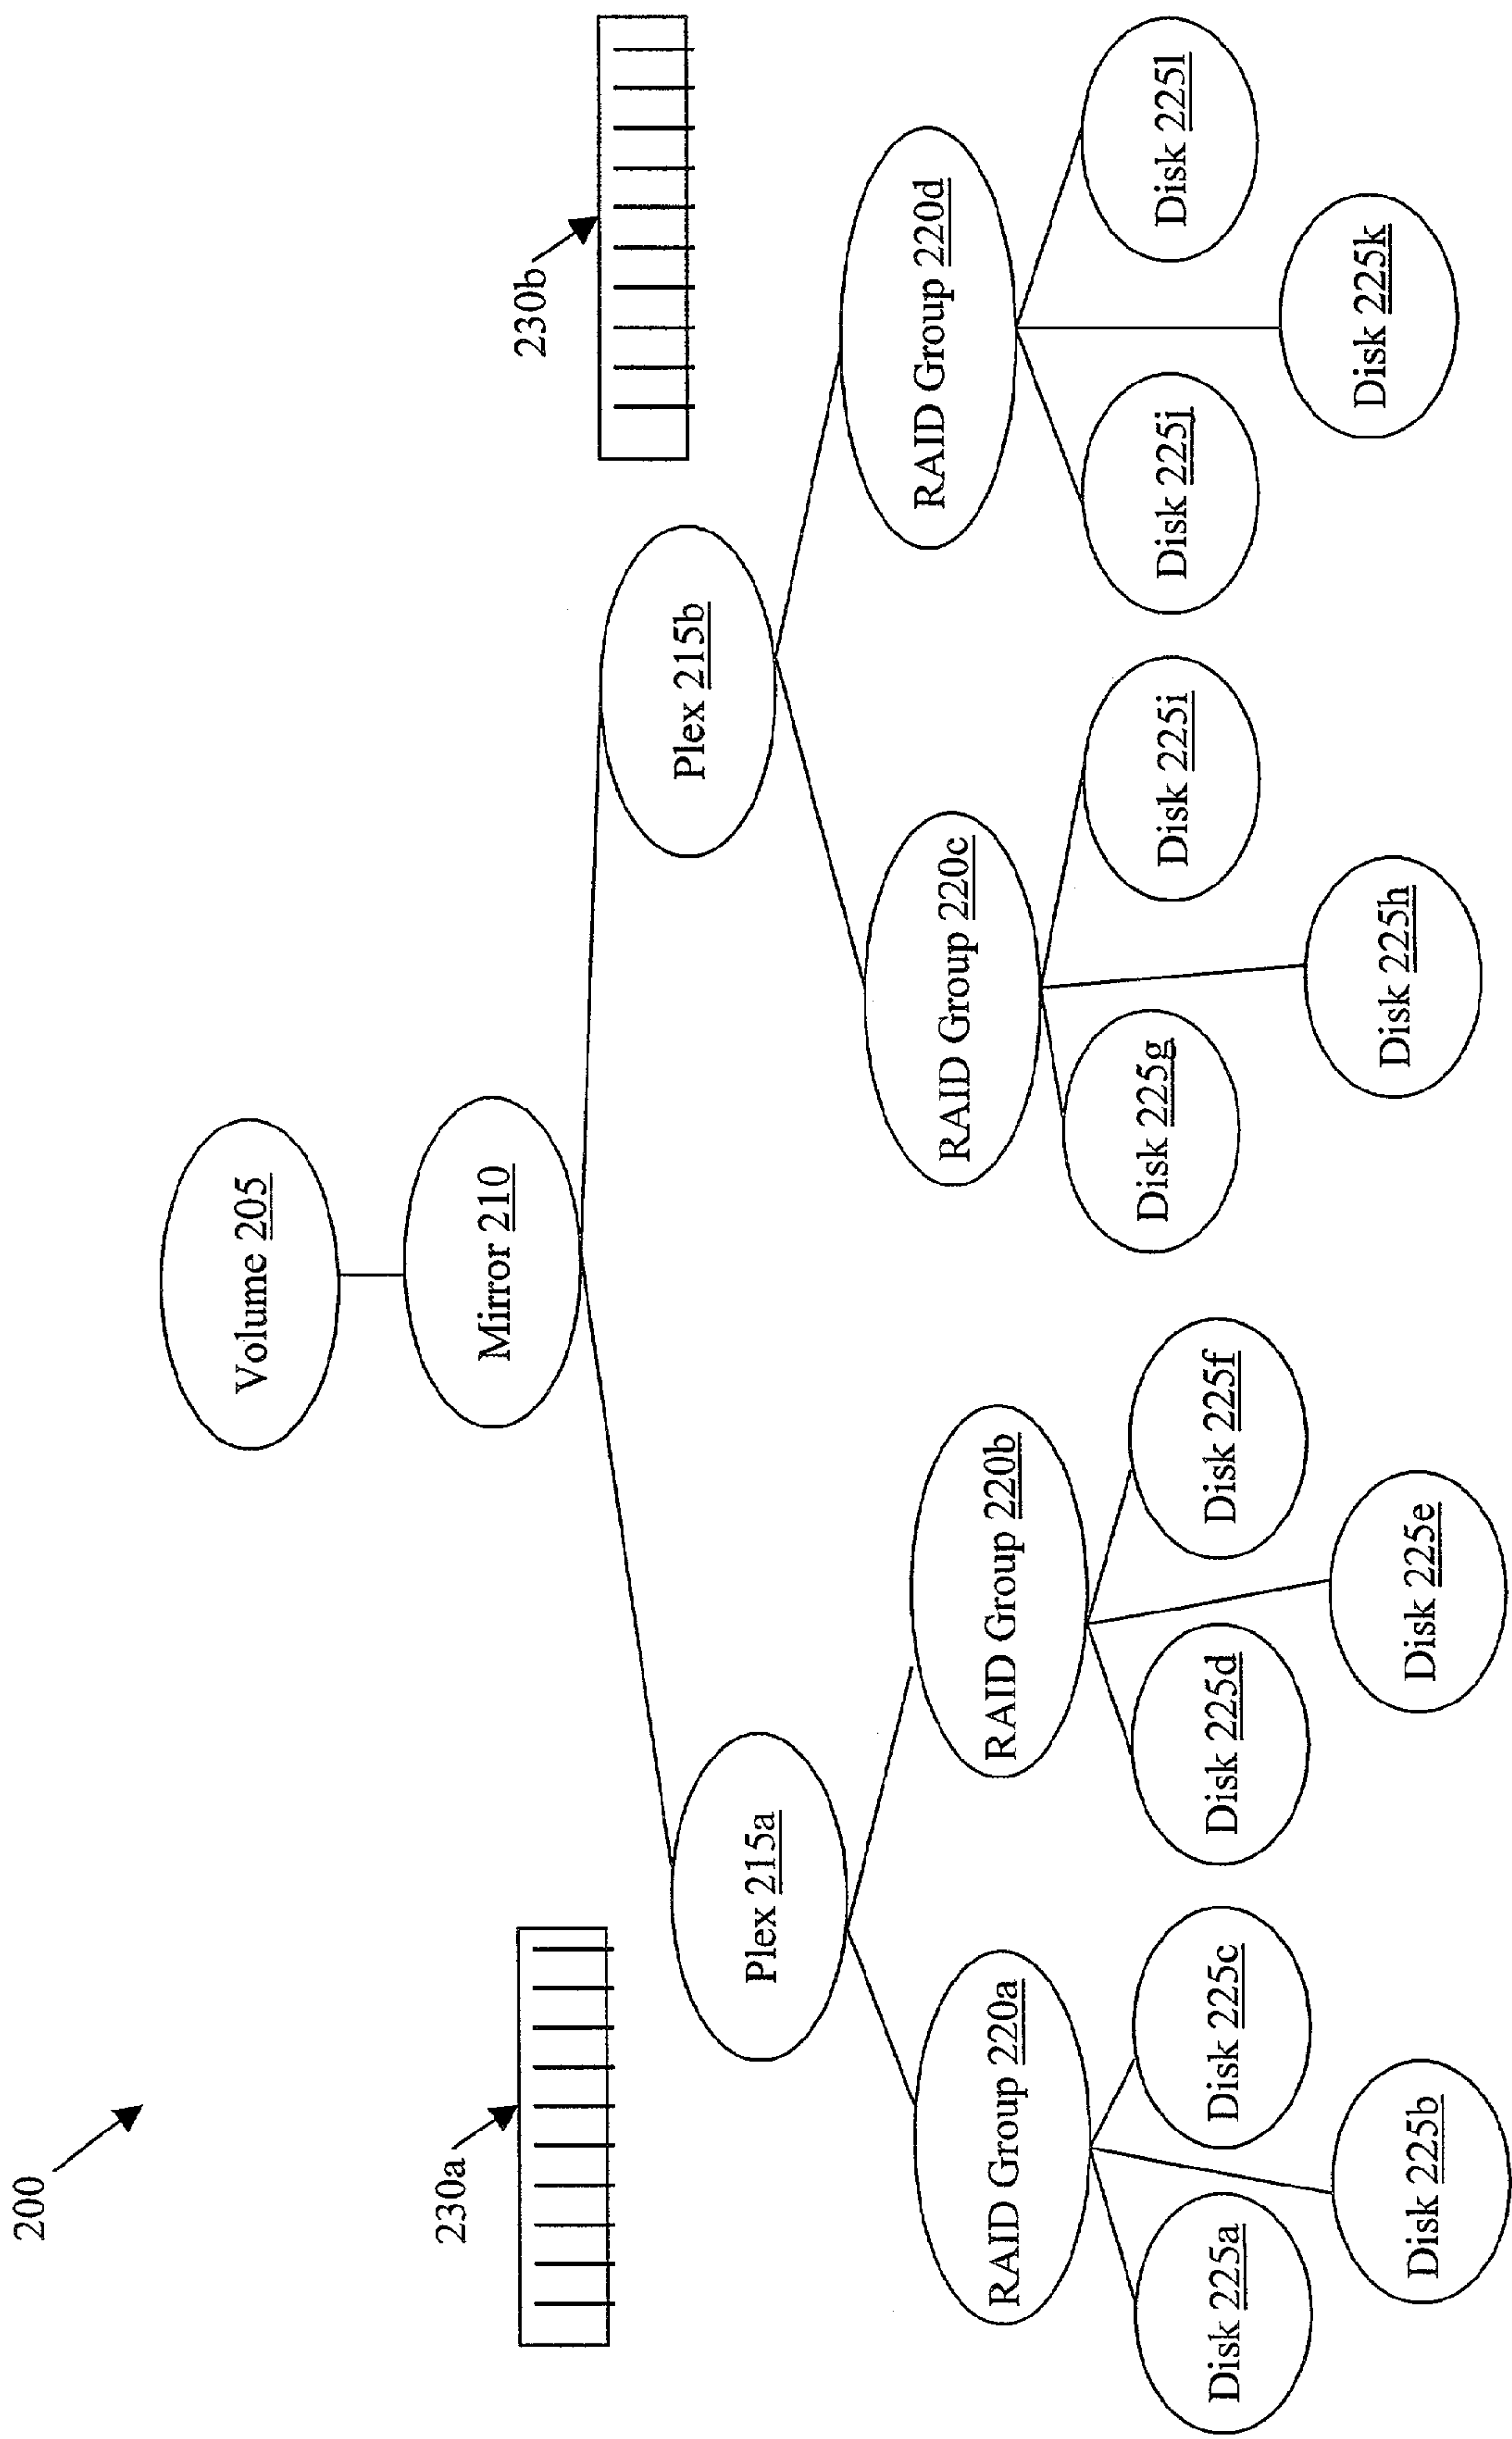 200
Volume 205
Mirror 210
230a
230b
Plex 215a
Plex 215b
RAID Group 220a
RAID Group 220b
RAID Group 220c
RAID Group 220d
Disk 225a
Disk 225b
Disk 225c
Disk 225d
Disk 225e
Disk 225f
Disk 225g
Disk 225h
Disk 225i
Disk 225j
Disk 225k
Disk 225l